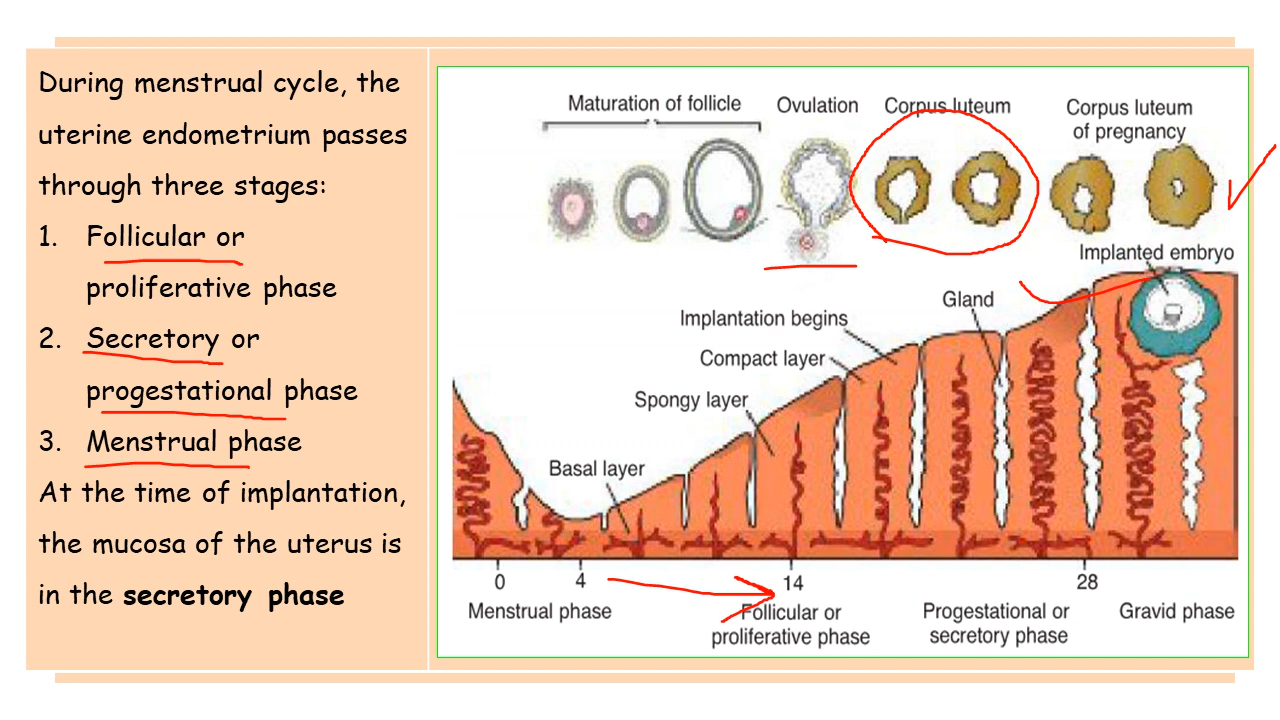 During menstrual cycle, the
uterine endometrium passes
through three stages:
1. Follicular or
proliferative phase
2. Secretory or
progestational phase
3. Menstrual phase
At the time of implantation,
the mucosa of the uterus is
in the secretory phase
Maturation of follicle
Ovulation
Corpus luteum
Corpus luteum
of pregnancy
Implanted embryo
Gland
Implantation begins
Compact layer
Spongy layer
Basal layer
0
4
14
28
Menstrual phase
Follicular or
proliferative phase
Progestational or
secretory phase
Gravid phase